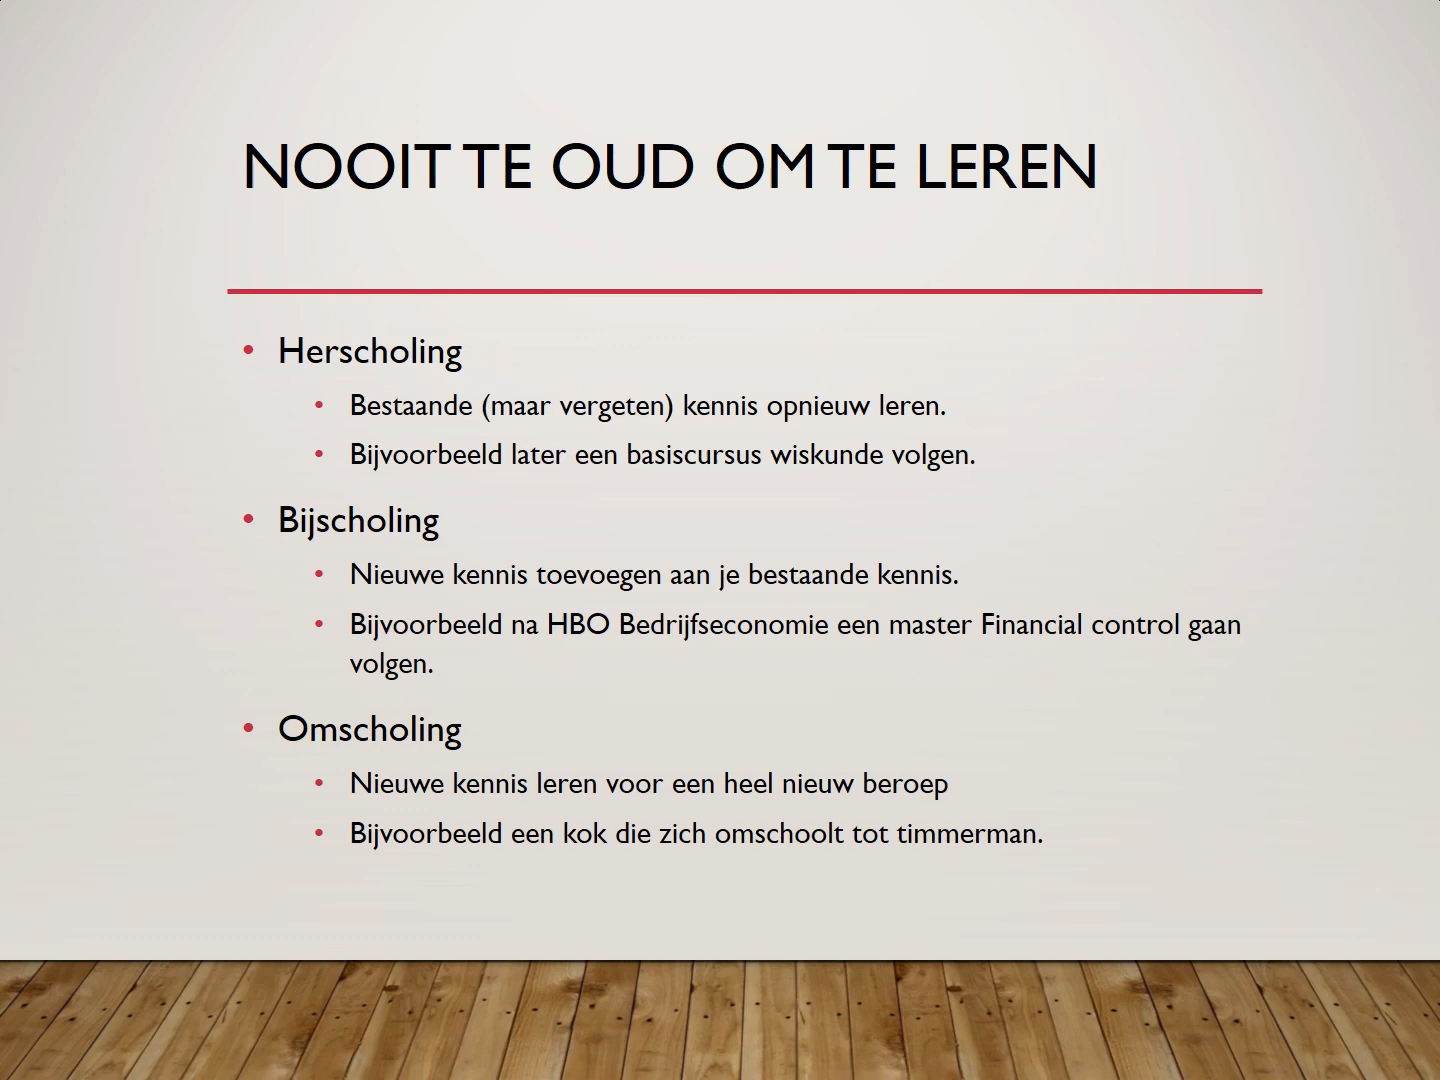 NOOIT TE OUD OM TE LEREN
• Herscholing
• Bestaande (maar vergeten) kennis opnieuw leren.
• Bijvoorbeeld later een basiscursus wiskunde volgen.
• Bijscholing
• Nieuwe kennis toevoegen aan je bestaande kennis.
• Bijvoorbeeld na HBO Bedrijfseconomie een master Financial control gaan
volgen.
• Omscholing
• Nieuwe kennis leren voor een heel nieuw beroep
• Bijvoorbeeld een kok die zich omschoolt tot timmerman.